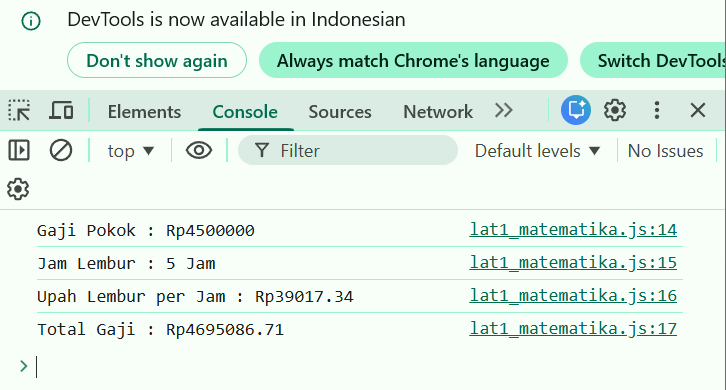 DevTools is now available in Indonesian
Don't show again Always match Chrome's language Switch DevTools
Elements Console Sources Network
top Filter Default levels No Issues
Gaji Pokok : Rp4500000 lat1_matematika.js:14
Jam Lembur : 5 Jam lat1_matematika.js:15
Upah Lembur per Jam : Rp39017.34 lat1_matematika.js:16
Total Gaji : Rp4695086.71 lat1_matematika.js:17